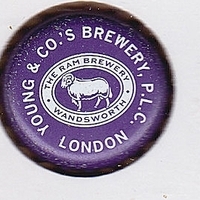 YOUNG & CO.'S BREWERY, P.L.C.
LONDON
THE RAM BREWERY
WANDSWORTH